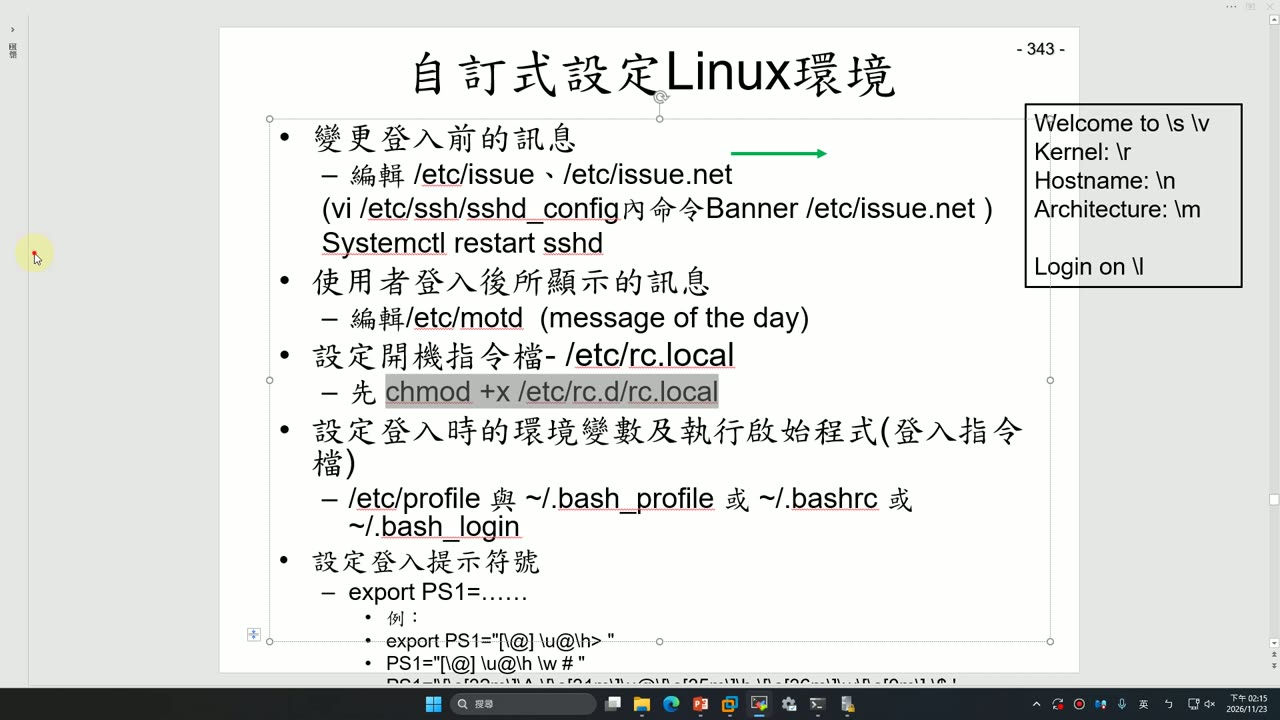 - 343 -
自訂式設定Linux環境
• 變更登入前的訊息
– 編輯 /etc/issue、/etc/issue.net
(vi /etc/ssh/sshd_config內命令Banner /etc/issue.net )
Systemctl restart sshd
• 使用者登入後所顯示的訊息
– 編輯/etc/motd  (message of the day)
• 設定開機指令檔- /etc/rc.local
– 先 chmod +x /etc/rc.d/rc.local
• 設定登入時的環境變數及執行啟始程式(登入指令
檔)
– /etc/profile 與 ~/.bash_profile 或 ~/.bashrc 或
~/.bash_login
• 設定登入提示符號
– export PS1=……
• 例：
• export PS1="[\@] \u@\h> "
• PS1="[\@] \u@\h \w # "
Welcome to \s \v
Kernel: \r
Hostname: \n
Architecture: \m
Login on \l
搜尋
英
ㄅ
下午 02:15
2026/11/23